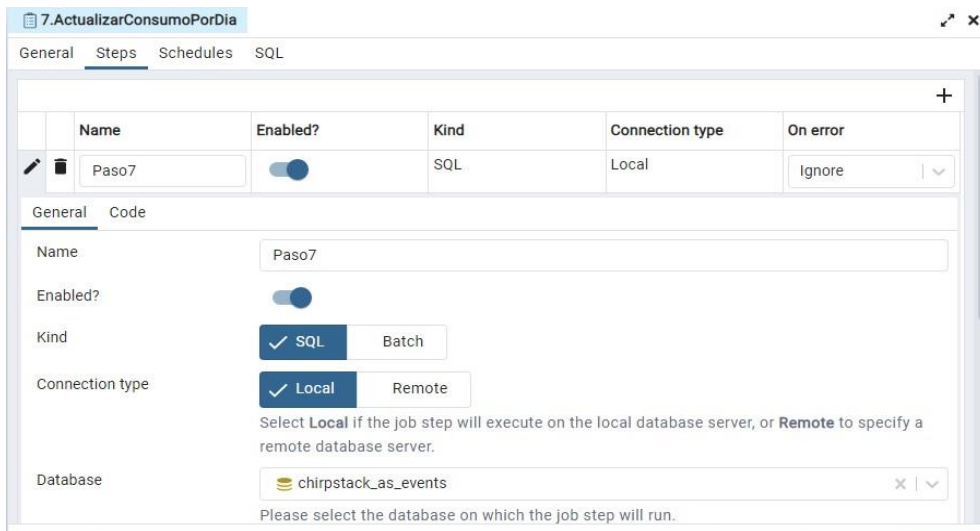 7.ActualizarConsumoPorDia
General Steps Schedules SQL
Name Enabled? Kind Connection type On error
Paso7 SQL Local Ignore
General Code
Name Paso7
Enabled?
Kind SQL Batch
Connection type Local Remote
Select Local if the job step will execute on the local database server, or Remote to specify a
remote database server.
Database chirpstack_as_events
Please select the database on which the job step will run.